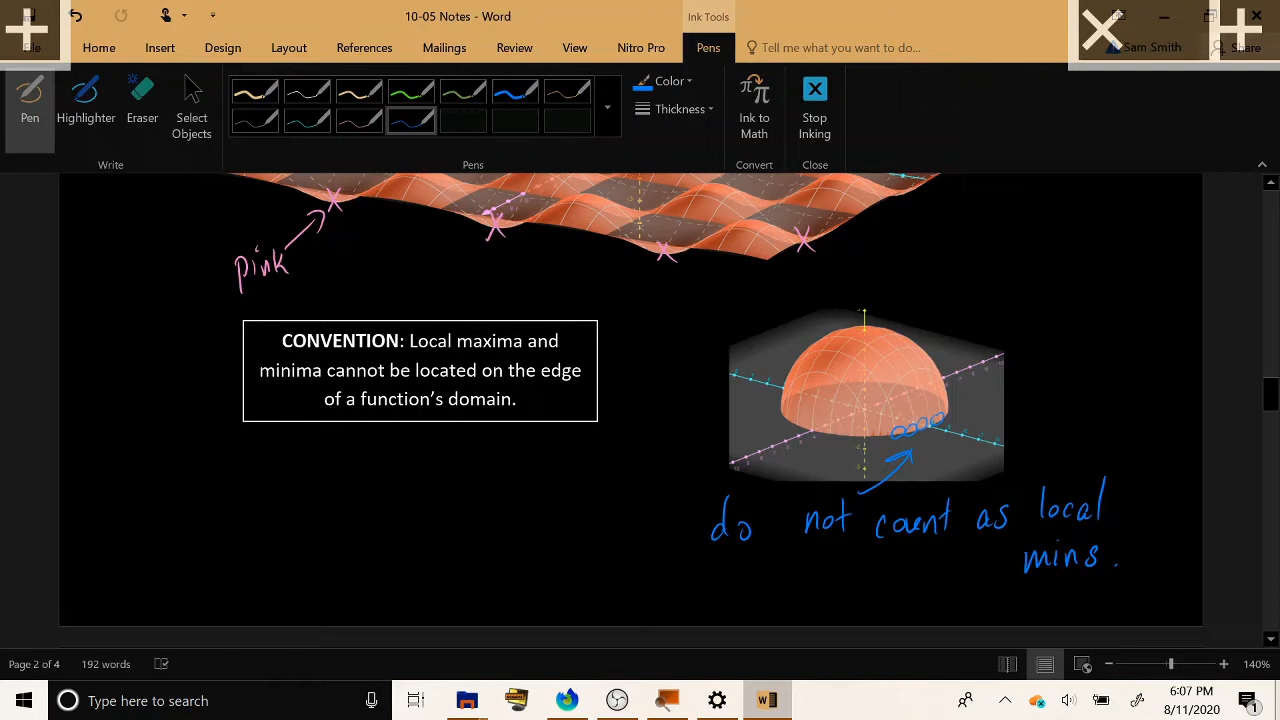 10-05 Notes - Word
Ink Tools
File Home Insert Design Layout References Mailings Review View Nitro Pro Pens Tell me what you want to do... Sam Smith Share
Pen Highlighter Eraser Select Objects
Color
Thickness
Ink to Math
Stop Inking
Write Pens Convert Close
pink
CONVENTION: Local maxima and
minima cannot be located on the edge
of a function's domain.
do not count as local
mins.
Page 2 of 4 192 words 140%
Type here to search
6:07 PM
8/11/2020